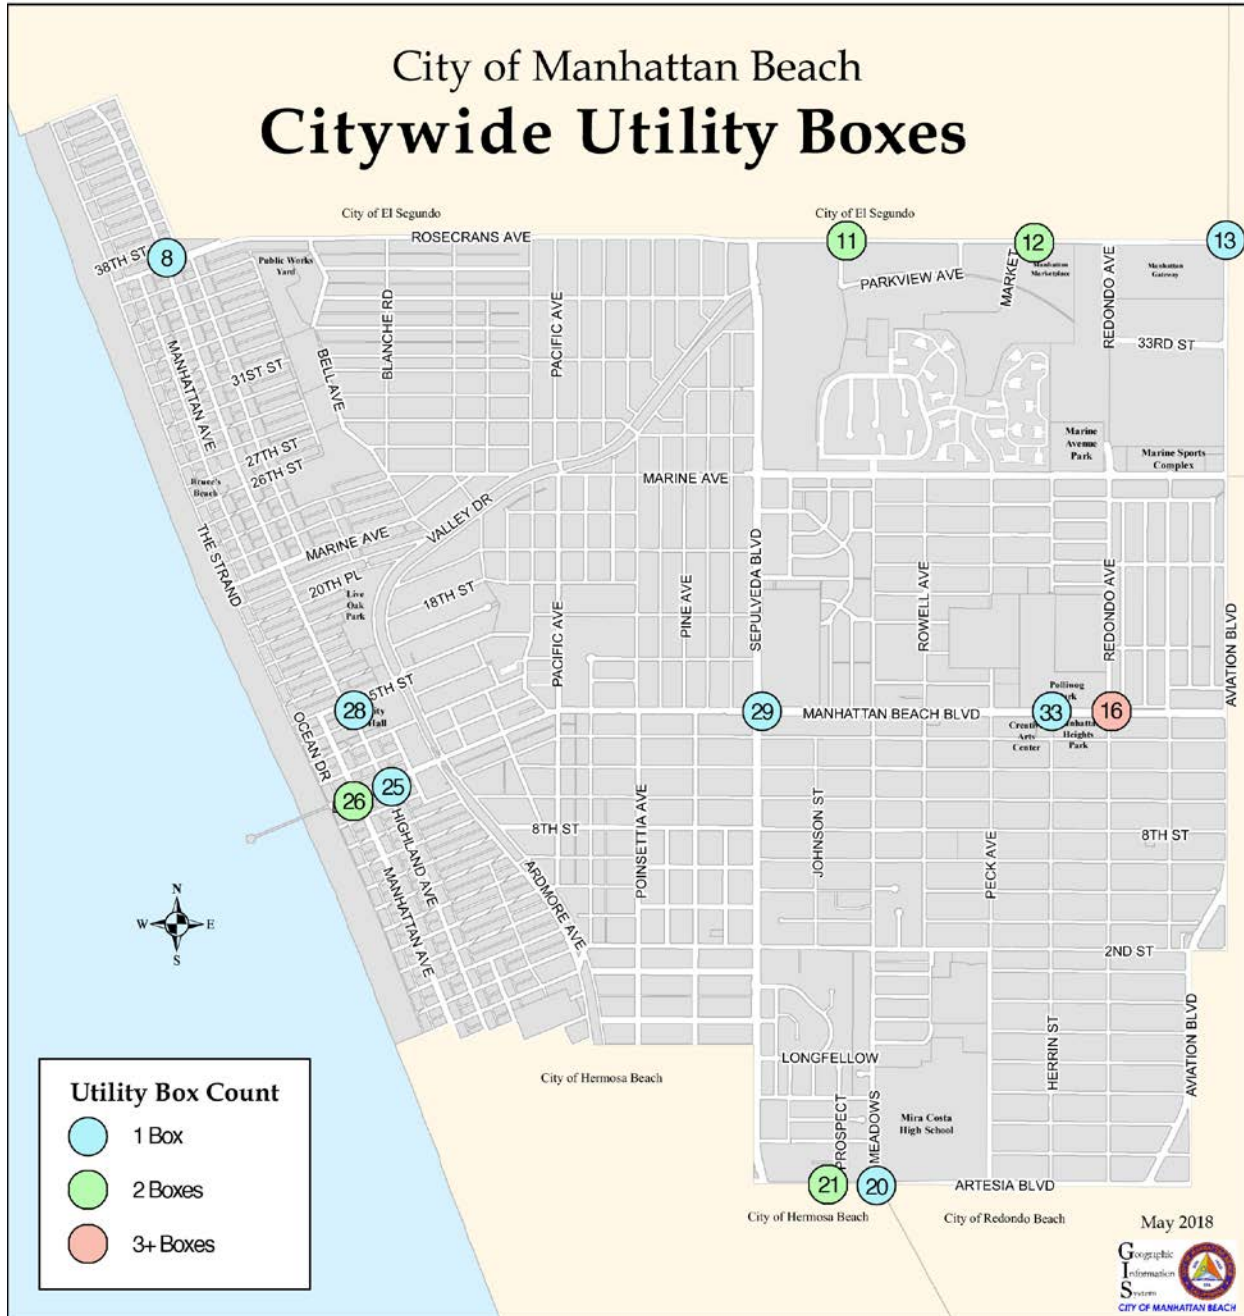 City of Manhattan Beach
Citywide Utility Boxes
City of El Segundo
City of El Segundo
ROSECRANS AVE
8
11
12
13
38TH ST
Public Works
Yard
Manhattan
Marketplace
Manhattan
Gateway
PARKVIEW AVE
MARKET
REDONDO AVE
BLANCHE RD
PACIFIC AVE
33RD ST
MANHATTAN AVE
31ST ST
BELL AVE
27TH ST
26TH ST
Bruce's
Beach
Marine
Avenue
Park
Marine Sports
Complex
MARINE AVE
VALLEY DR
THE STRAND
MARINE AVE
20TH PL
Live
Oak
Park
18TH ST
PACIFIC AVE
PINE AVE
SEPULVEDA BLVD
ROWELL AVE
REDONDO AVE
AVIATION BLVD
5TH ST
28
29
MANHATTAN BEACH BLVD
33
16
Creative
Arts
Center
Heights
Park
OCEAN DR
25
26
HIGHLAND AVE
MANHATTAN AVE
8TH ST
ARDMORE AVE
POINSETTIA AVE
JOHNSON ST
PECK AVE
8TH ST
N
W
E
S
2ND ST
LONGFELLOW
HERRIN ST
AVIATION BLVD
City of Hermosa Beach
PROSPECT
MEADOWS
Mira Costa
High School
21
20
ARTESIA BLVD
City of Hermosa Beach
City of Redondo Beach
Utility Box Count
1 Box
2 Boxes
3+ Boxes
May 2018
Geographic
Information
System
CITY OF MANHATTAN BEACH